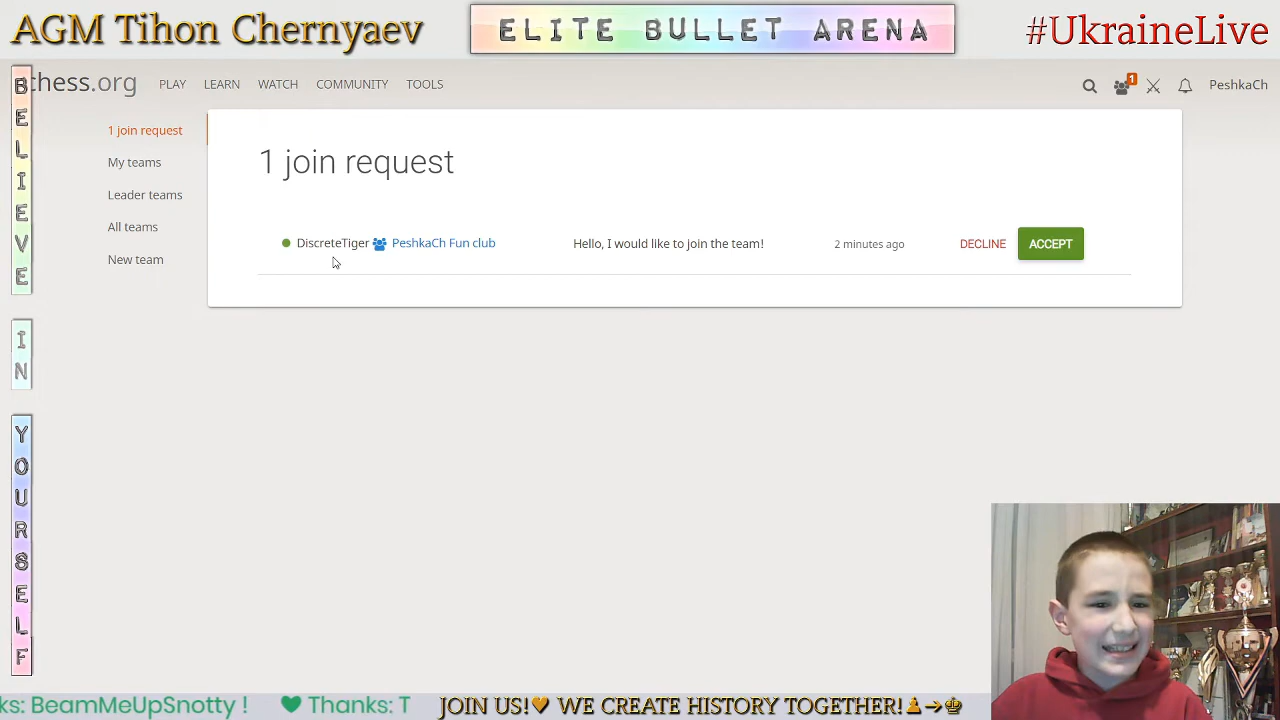 AGM Tihon Chernyaev
ELITE BULLET ARENA
#UkraineLive
chess.org
PLAY
LEARN
WATCH
COMMUNITY
TOOLS
1
PeshkaCh
BELIEVE
IN
YOURSELF
1 join request
My teams
Leader teams
All teams
New team
1 join request
DiscreteTiger PeshkaCh Fun club Hello, I would like to join the team! 2 minutes ago DECLINE ACCEPT
ks: BeamMeUpSnotty ! Thanks: T
JOIN US! WE CREATE HISTORY TOGETHER!